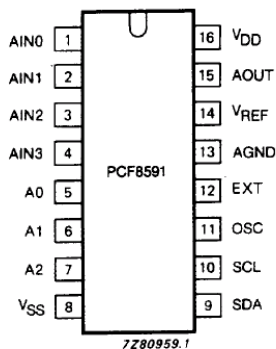 AIN0 1 16 VDD
AIN1 2 15 AOUT
AIN2 3 14 VREF
AIN3 4 13 AGND
PCF8591
A0 5 12 EXT
A1 6 11 OSC
A2 7 10 SCL
VSS 8 9 SDA
7Z80959.1